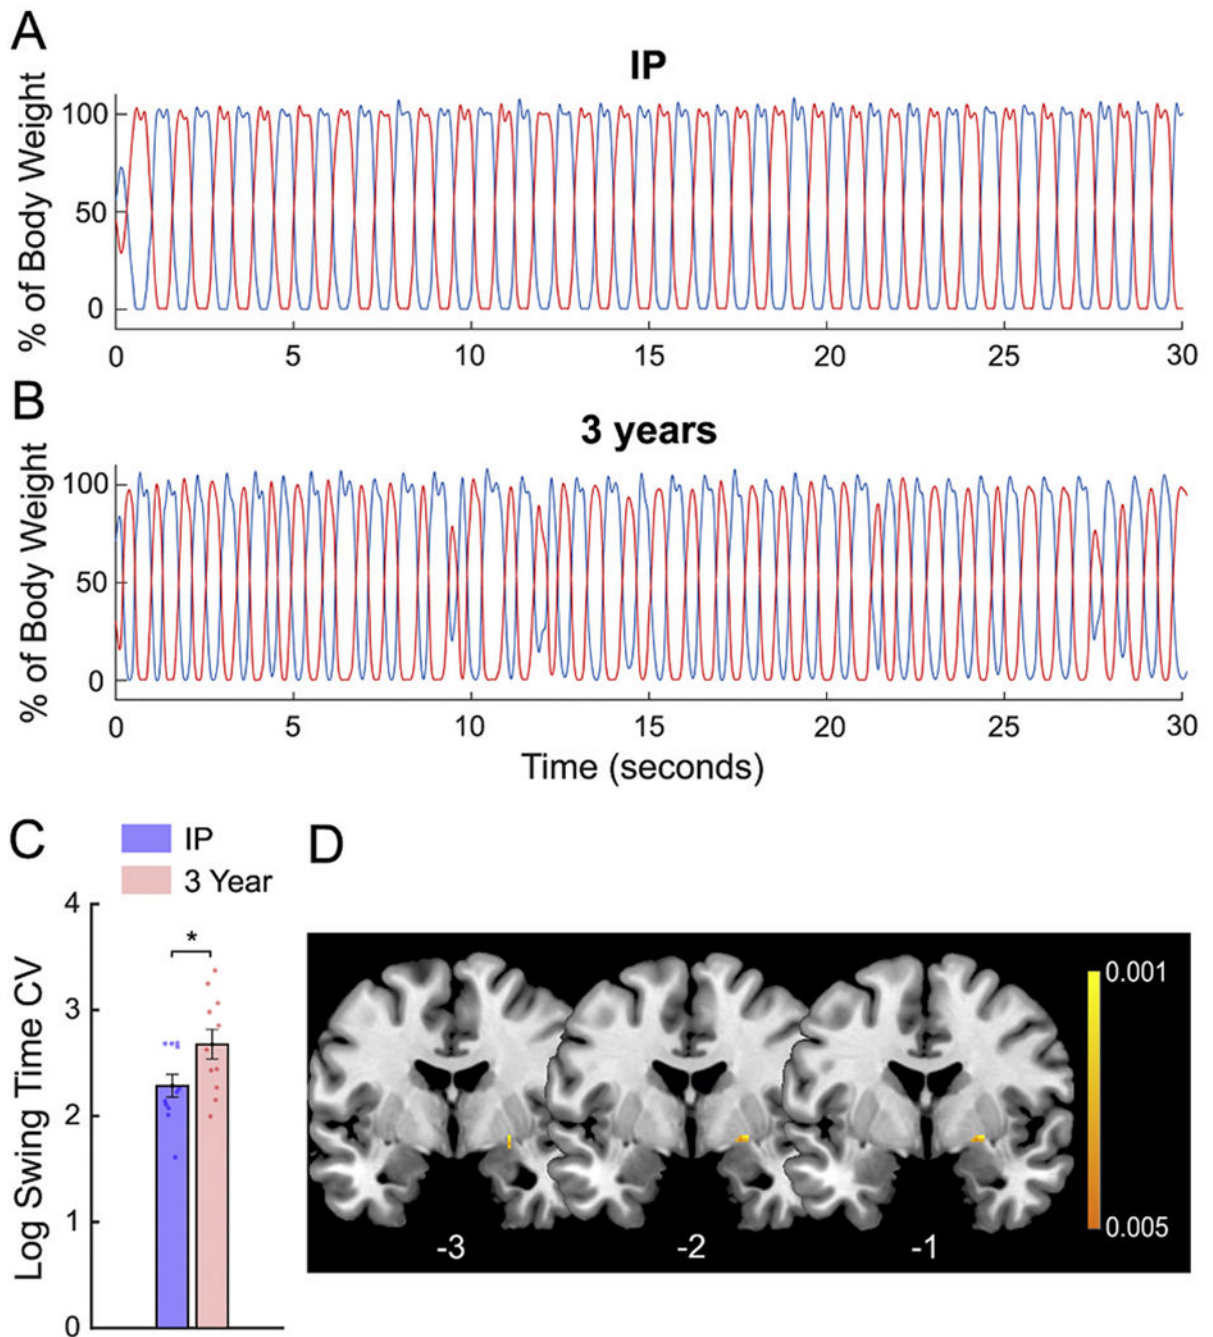 A
IP
% of Body Weight
100
50
0
0 5 10 15 20 25 30
B
3 years
% of Body Weight
100
50
0
0 5 10 15 20 25 30
Time (seconds)
C
IP
3 Year
Log Swing Time CV
4
3
2
1
0
*
D
0.001
0.005
-3 -2 -1